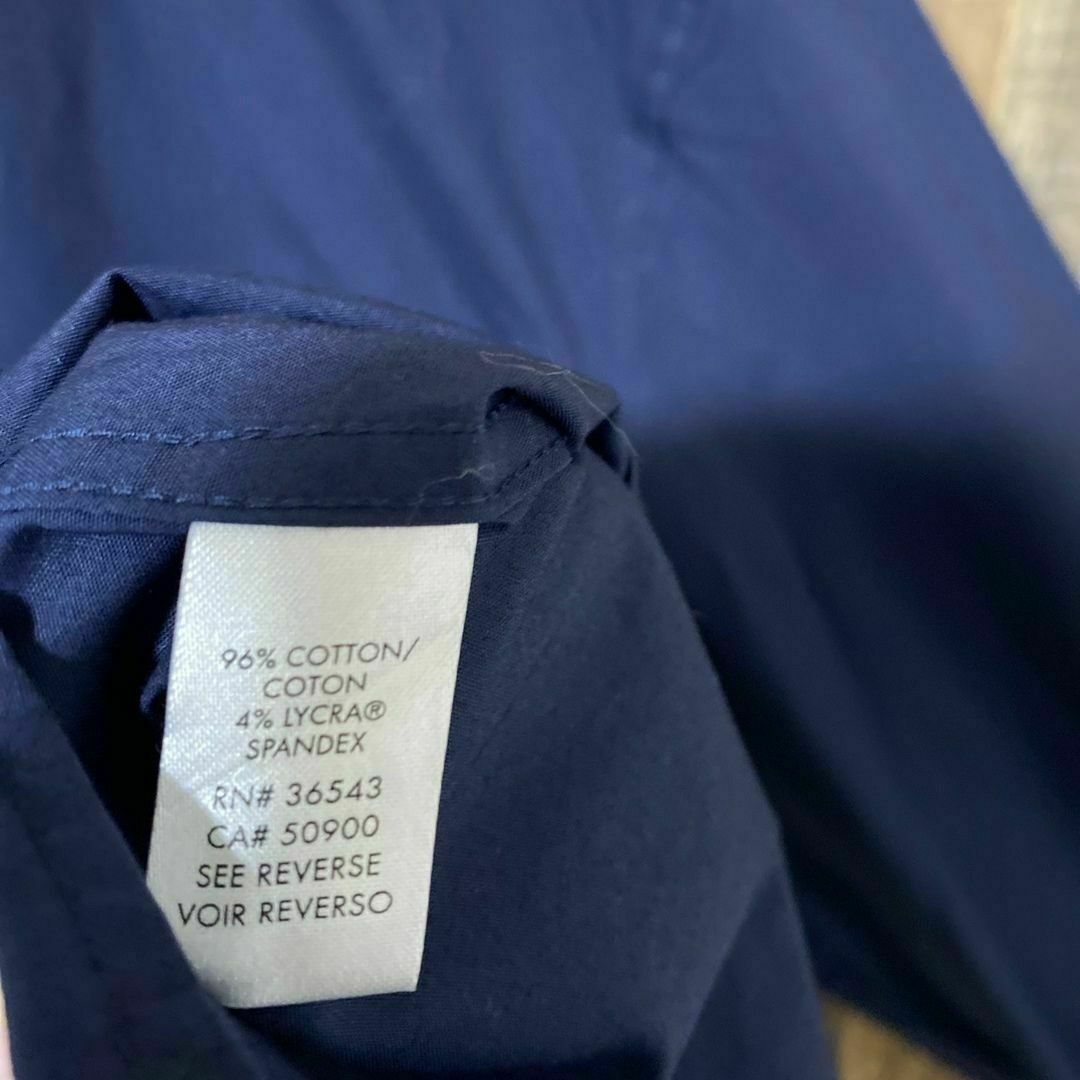 96% COTTON/
COTON
4% LYCRA®
SPANDEX
RN# 36543
CA# 50900
SEE REVERSE
VOIR REVERSO